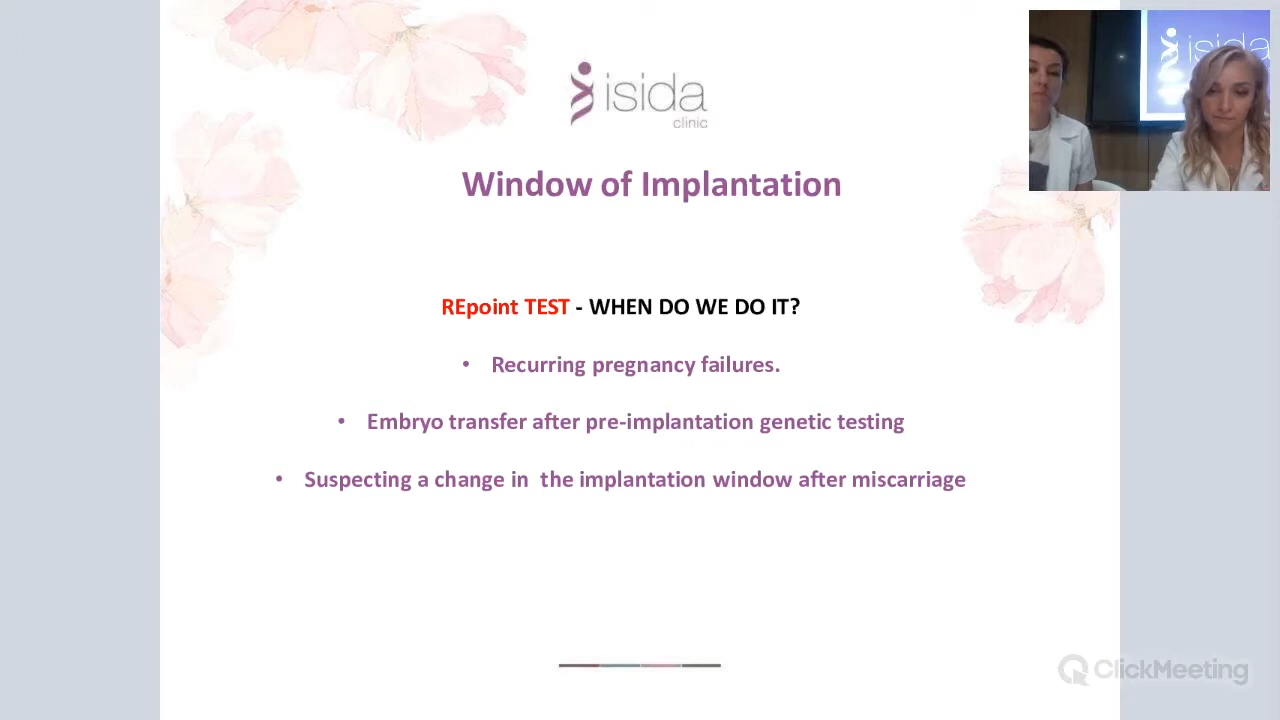 isida
clinic
isida
Window of Implantation
REpoint TEST - WHEN DO WE DO IT?
• Recurring pregnancy failures.
• Embryo transfer after pre-implantation genetic testing
• Suspecting a change in  the implantation window after miscarriage
ClickMeeting